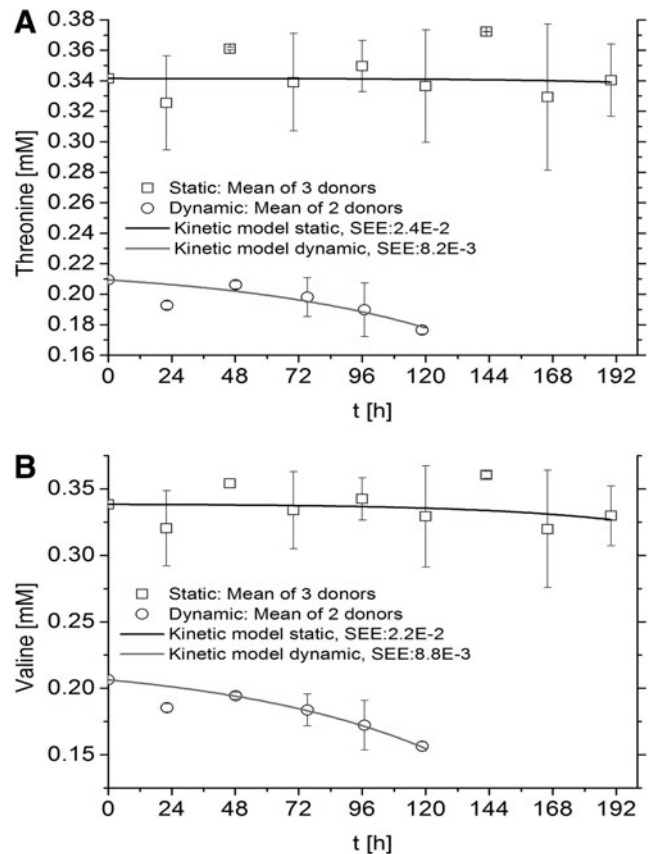 A
0.38
0.36
0.34
0.32
0.30
0.28
0.26
0.24
0.22
0.20
0.18
0.16
Threonine [mM]
Static: Mean of 3 donors
Dynamic: Mean of 2 donors
Kinetic model static, SEE:2.4E-2
Kinetic model dynamic, SEE:8.2E-3
0 24 48 72 96 120 144 168 192
t [h]
B
0.35
0.30
0.25
0.20
0.15
Valine [mM]
Static: Mean of 3 donors
Dynamic: Mean of 2 donors
Kinetic model static, SEE:2.2E-2
Kinetic model dynamic, SEE:8.8E-3
0 24 48 72 96 120 144 168 192
t [h]